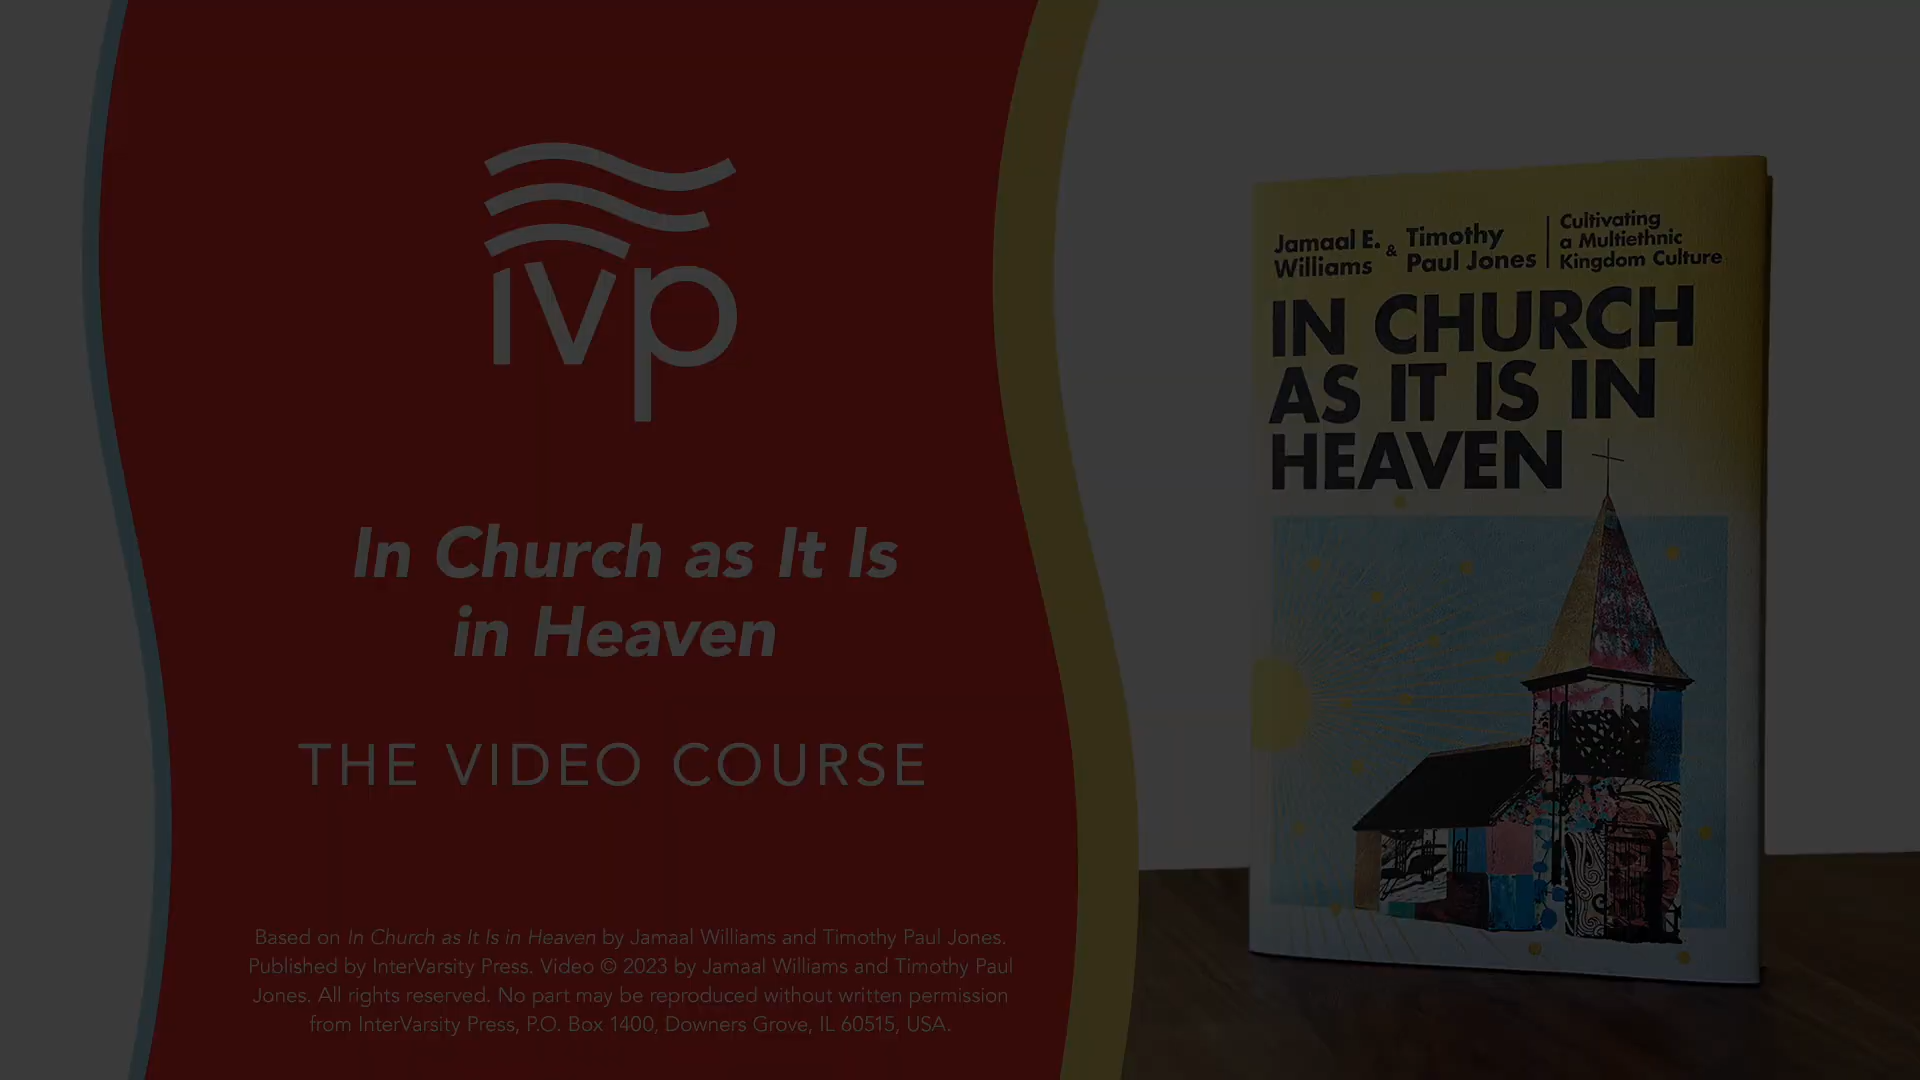 ivp
In Church as It Is
in Heaven
THE VIDEO COURSE
Based on In Church as It Is in Heaven by Jamaal Williams and Timothy Paul Jones.
Published by InterVarsity Press. Video © 2023 by Jamaal Williams and Timothy Paul
Jones. All rights reserved. No part may be reproduced without written permission
from InterVarsity Press, P.O. Box 1400, Downers Grove, IL 60515, USA.
Jamaal E.
Williams
&
Timothy
Paul Jones
Cultivating
a Multiethnic
Kingdom Culture
IN CHURCH
AS IT IS IN
HEAVEN